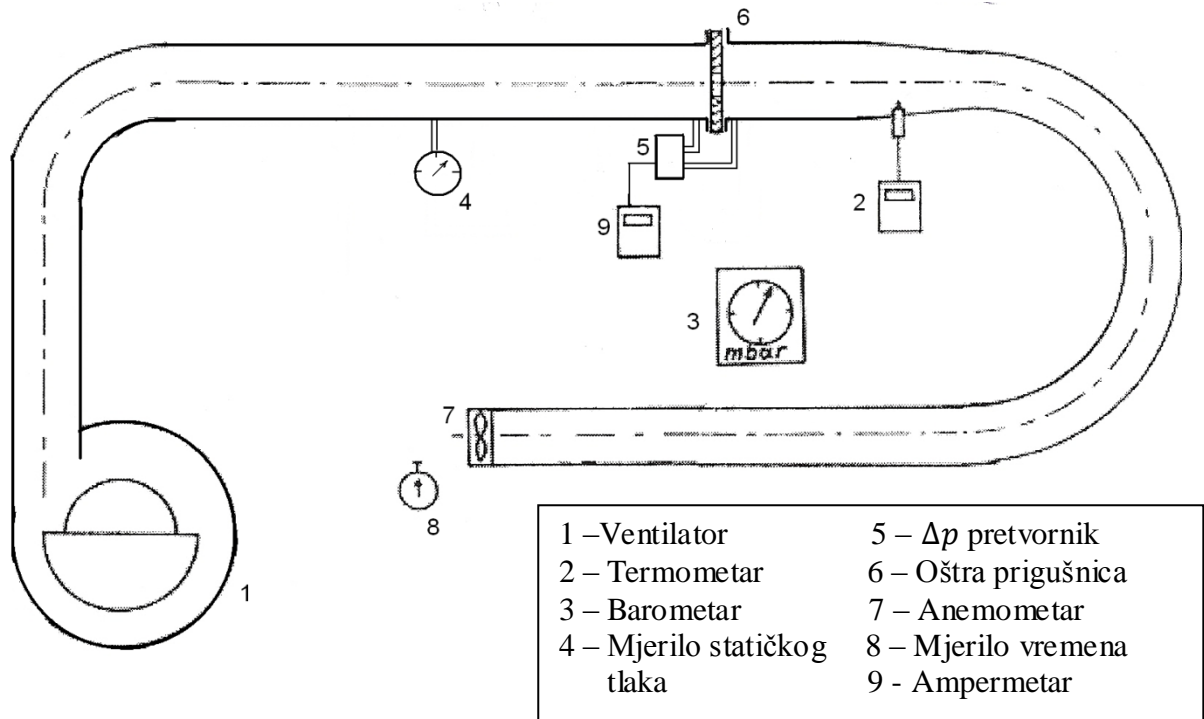 6
5
4
9
2
3
mbar
7
8
1
1 –Ventilator
2 – Termometar
3 – Barometar
4 – Mjerilo statičkog
tlaka
5 – Δp pretvornik
6 – Oštra prigušnica
7 – Anemometar
8 – Mjerilo vremena
9 - Ampermetar